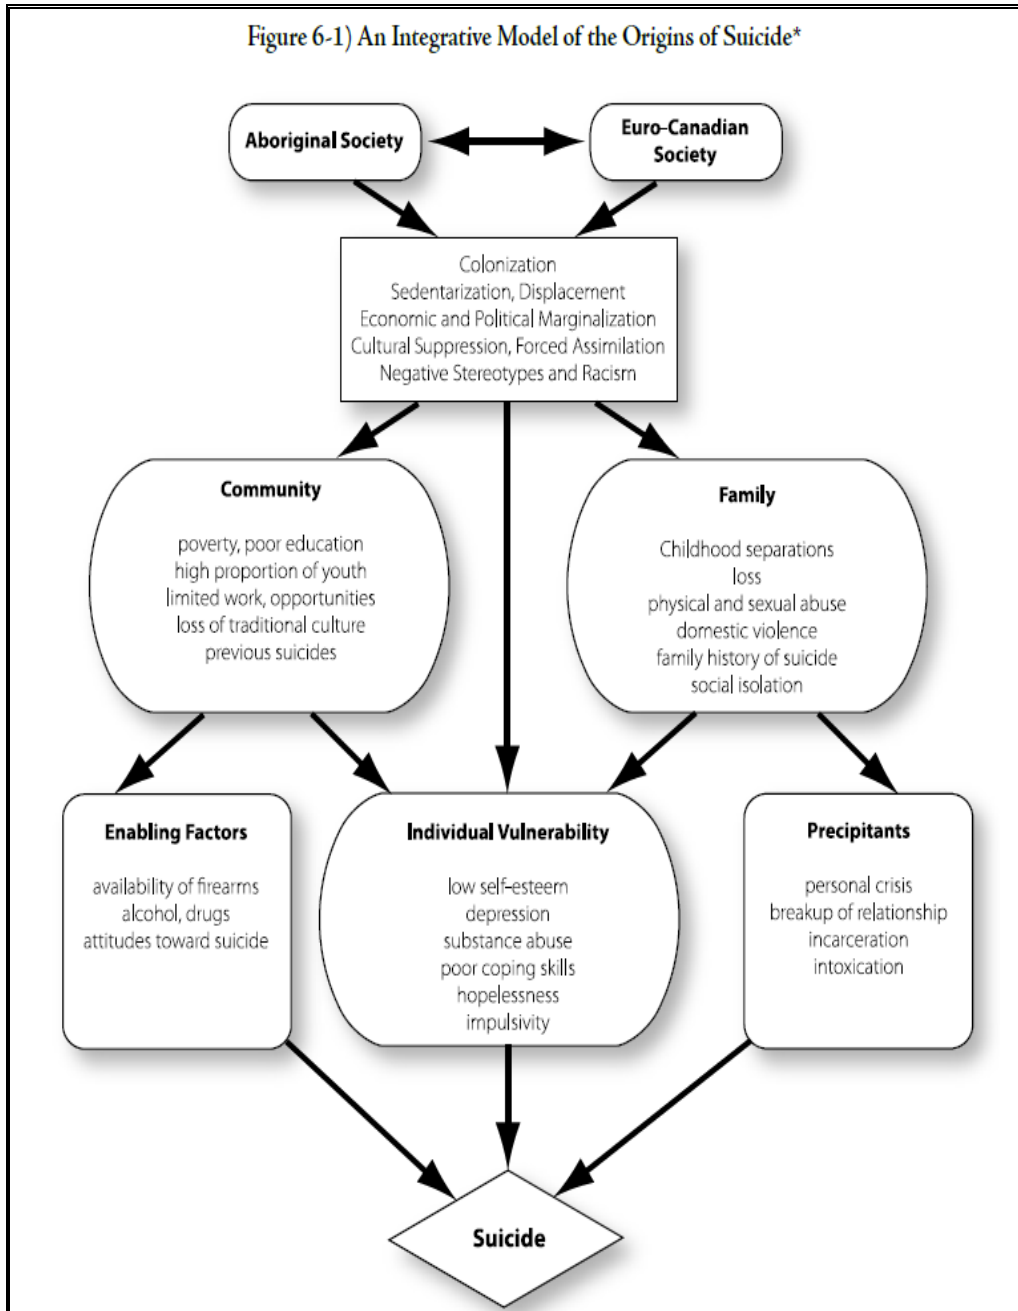 Figure 6-1) An Integrative Model of the Origins of Suicide*
Aboriginal Society
Euro-Canadian
Society
Colonization
Sedentarization, Displacement
Economic and Political Marginalization
Cultural Suppression, Forced Assimilation
Negative Stereotypes and Racism
Community
poverty, poor education
high proportion of youth
limited work, opportunities
loss of traditional culture
previous suicides
Family
Childhood separations
loss
physical and sexual abuse
domestic violence
family history of suicide
social isolation
Enabling Factors
availability of firearms
alcohol, drugs
attitudes toward suicide
Individual Vulnerability
low self-esteem
depression
substance abuse
poor coping skills
hopelessness
impulsivity
Precipitants
personal crisis
breakup of relationship
incarceration
intoxication
Suicide